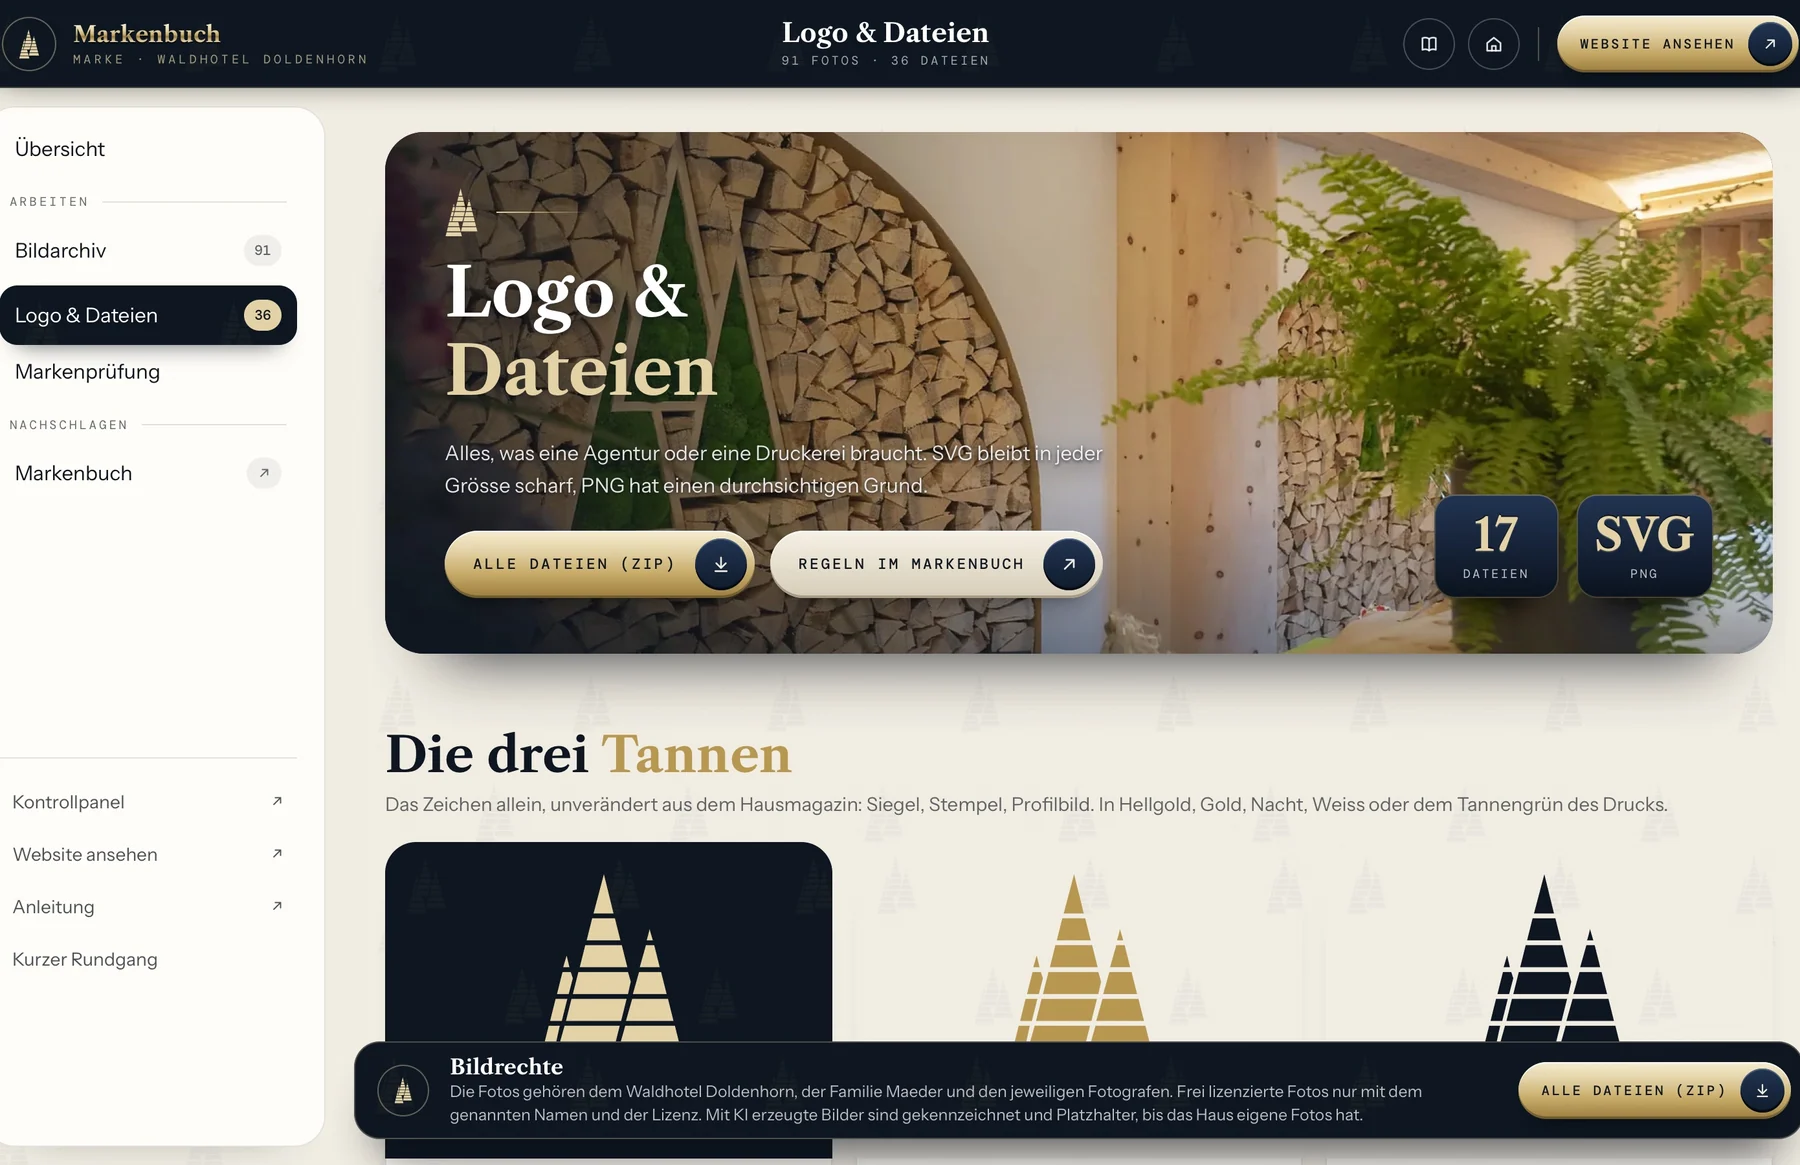 Markenbuch
MARKE · WALDHOTEL DOLDENHORN
Logo & Dateien
91 FOTOS · 36 DATEIEN
WEBSITE ANSEHEN
Übersicht
ARBEITEN
Bildarchiv 91
Logo & Dateien 36
Markenprüfung
NACHSCHLAGEN
Markenbuch
Kontrollpanel
Website ansehen
Anleitung
Kurzer Rundgang
Logo &
Dateien
Alles, was eine Agentur oder eine Druckerei braucht. SVG bleibt in jeder
Grösse scharf, PNG hat einen durchsichtigen Grund.
ALLE DATEIEN (ZIP)
REGELN IM MARKENBUCH
17
DATEIEN
SVG
PNG
Die drei Tannen
Das Zeichen allein, unverändert aus dem Hausmagazin: Siegel, Stempel, Profilbild. In Hellgold, Gold, Nacht, Weiss oder dem Tannengrün des Drucks.
Bildrechte
Die Fotos gehören dem Waldhotel Doldenhorn, der Familie Maeder und den jeweiligen Fotografen. Frei lizenzierte Fotos nur mit dem
genannten Namen und der Lizenz. Mit KI erzeugte Bilder sind gekennzeichnet und Platzhalter, bis das Haus eigene Fotos hat.
ALLE DATEIEN (ZIP)